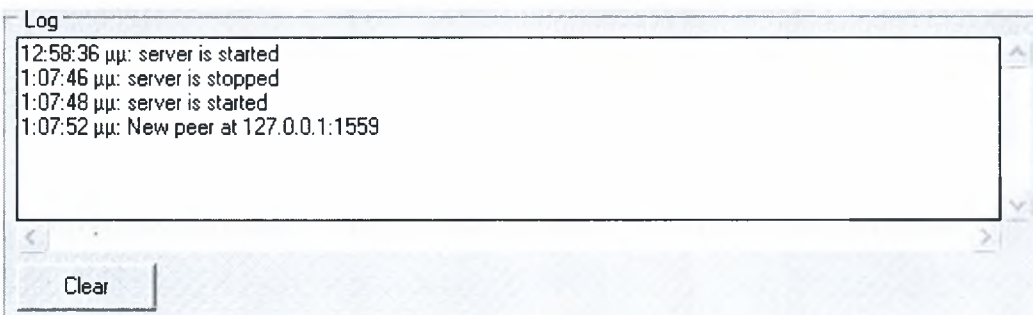 Log
12:58:36 μμ: server is started
1:07:46 μμ: server is stopped
1:07:48 μμ: server is started
1:07:52 μμ: New peer at 127.0.0.1:1559
Clear